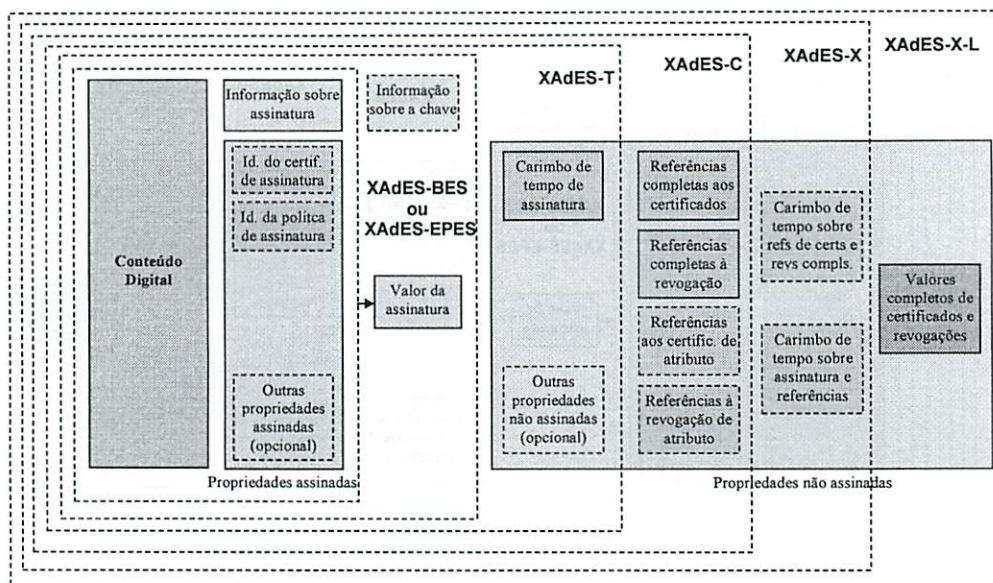 XAdES-X-L
XAdES-X
XAdES-C
XAdES-T
Informação sobre
assinatura
Informação
sobre a chave
Conteúdo
Digital
Id. do certif.
de assinatura
Id. da polítca
de assinatura
Outras
propriedades
assinadas
(opcional)
Propriedades assinadas
XAdES-BES
ou
XAdES-EPES
Valor da
assinatura
Carimbo de
tempo de
assinatura
Outras
propriedades
não assinadas
(opcional)
Referências
completas aos
certificados
Referências
completas à
revogação
Referências
aos certific. de
atributo
Referências à
revogação de
atributo
Carimbo de
tempo sobre
refs de certs e
revs compls.
Carimbo de
tempo sobre
assinatura e
referências
Valores
completos de
certificados e
revogações
Propriedades não assinadas